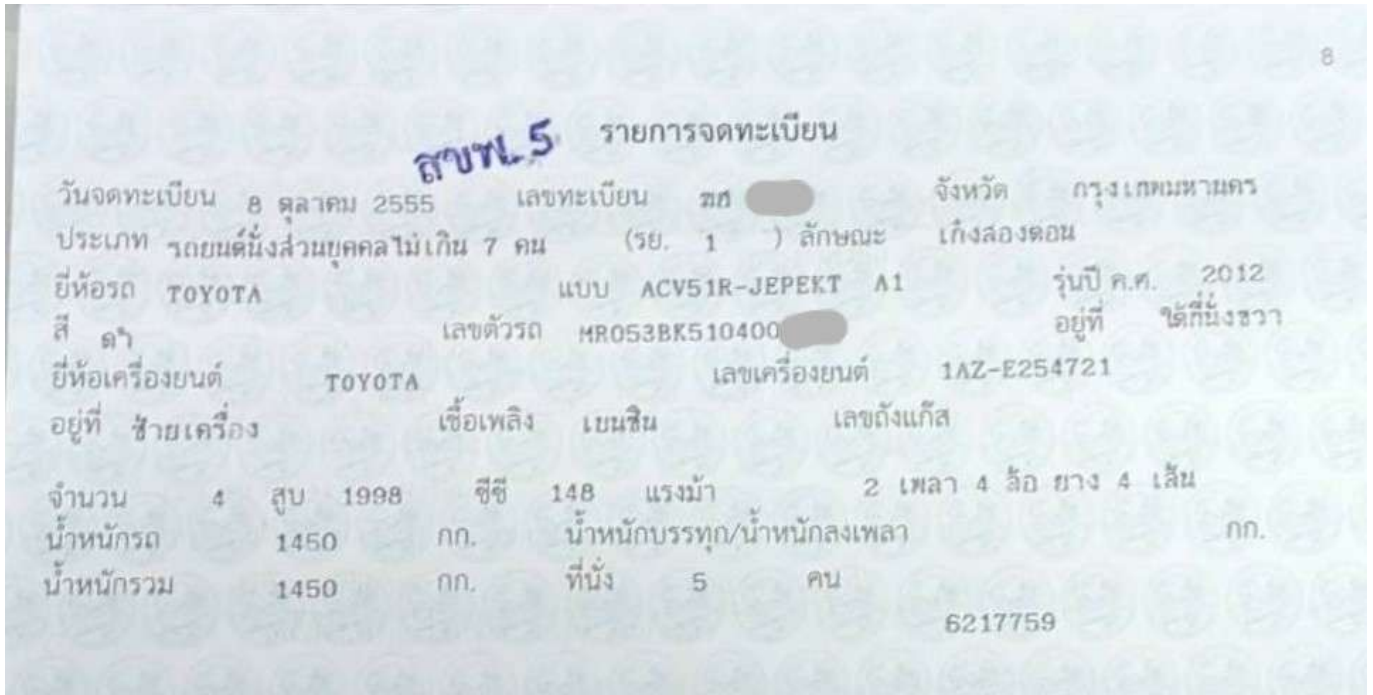 8
สขพ.5 รายการจดทะเบียน
วันจดทะเบียน 8 ตุลาคม 2555 เลขทะเบียน จังหวัด กรุงเทพมหานคร
ประเภท รถยนต์นั่งส่วนบุคคลไม่เกิน 7 คน (รย. 1 ) ลักษณะ เก๋งสองตอน
ยี่ห้อรถ TOYOTA แบบ ACV51R-JEPEKT A1 รุ่นปี ค.ศ. 2012
สี ดำ เลขตัวรถ MR053BK510400 อยู่ที่ ใต้ที่นั่งขวา
ยี่ห้อเครื่องยนต์ TOYOTA เลขเครื่องยนต์ 1AZ-E254721
อยู่ที่ ซ้ายเครื่อง เชื้อเพลิง เบนซิน เลขถังแก๊ส
จำนวน 4 สูบ 1998 ซีซี 148 แรงม้า 2 เพลา 4 ล้อ ยาง 4 เส้น
น้ำหนักรถ 1450 กก. น้ำหนักบรรทุก/น้ำหนักลงเพลา กก.
น้ำหนักรวม 1450 กก. ที่นั่ง 5 คน
6217759